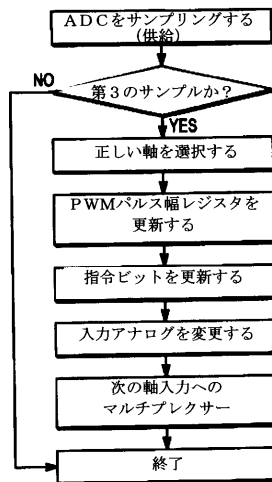 ADCをサンプリングする
(供給)
NO
第3のサンプルか?
YES
正しい軸を選択する
PWMパルス幅レジスタを
更新する
指令ビットを更新する
入力アナログを変更する
次の軸入力への
マルチプレクサー
終了